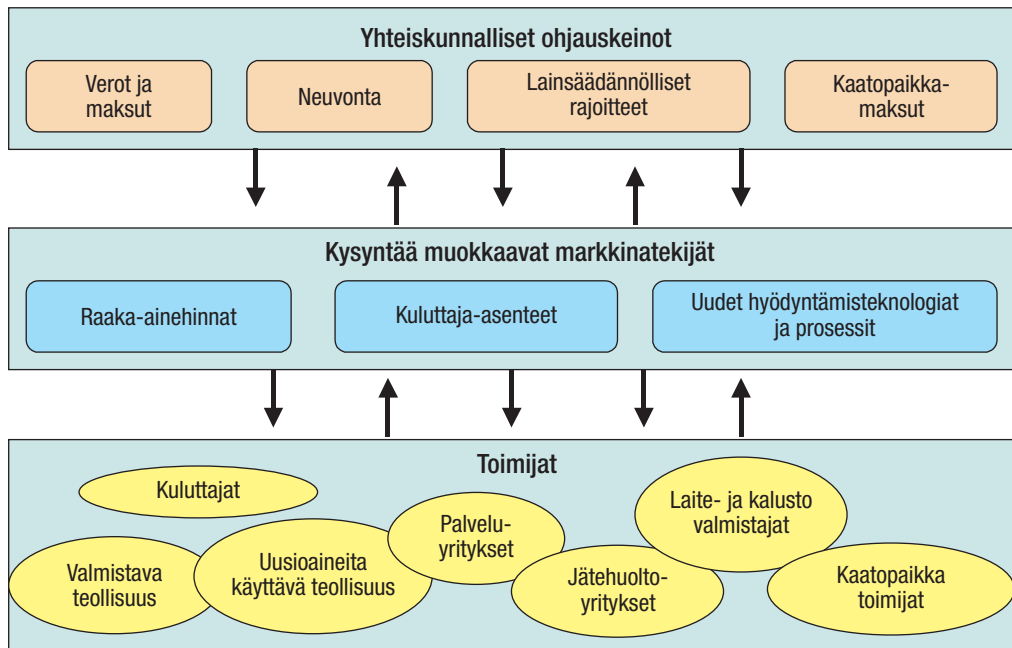 Yhteiskunnalliset ohjauskeinot
Verot ja
maksut
Neuvonta
Lainsäädännölliset
rajoitteet
Kaatopaikka-
maksut
Kysyntää muokkaavat markkinatekijät
Raaka-ainehinnat
Kuluttaja-asenteet
Uudet hyödyntämisteknologiat
ja prosessit
Toimijat
Kuluttajat
Valmistava
teollisuus
Uusioaineita
käyttävä teollisuus
Palvelu-
yritykset
Jätehuolto-
yritykset
Laite- ja kalusto
valmistajat
Kaatopaikka
toimijat